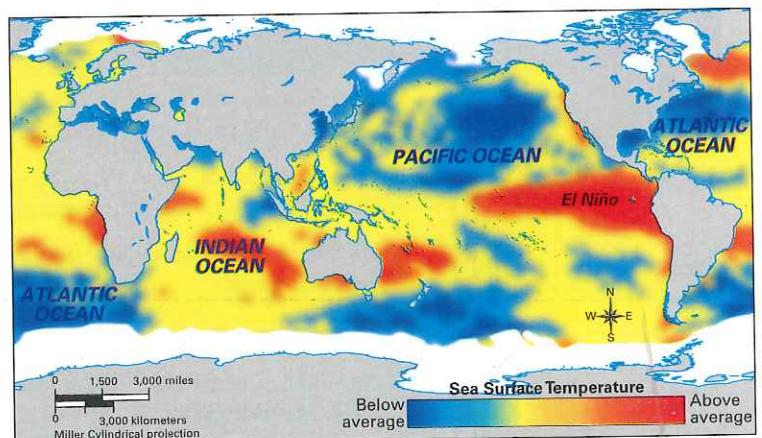 PACIFIC OCEAN
ATLANTIC
OCEAN
El Niño
INDIAN
OCEAN
ATLANTIC
OCEAN
N
W E
S
0 1,500 3,000 miles
0 3,000 kilometers
Miller Cylindrical projection
Sea Surface Temperature
Below
average
Above
average